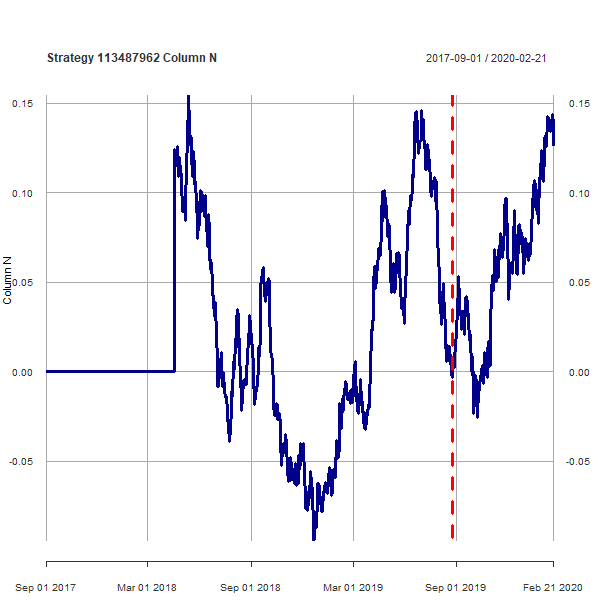 Strategy 113487962 Column N
2017-09-01 / 2020-02-21
0.15 0.15
0.10 0.10
0.05 0.05
Column N
0.00 0.00
-0.05 -0.05
Sep 01 2017 Mar 01 2018 Sep 01 2018 Mar 01 2019 Sep 01 2019 Feb 21 2020